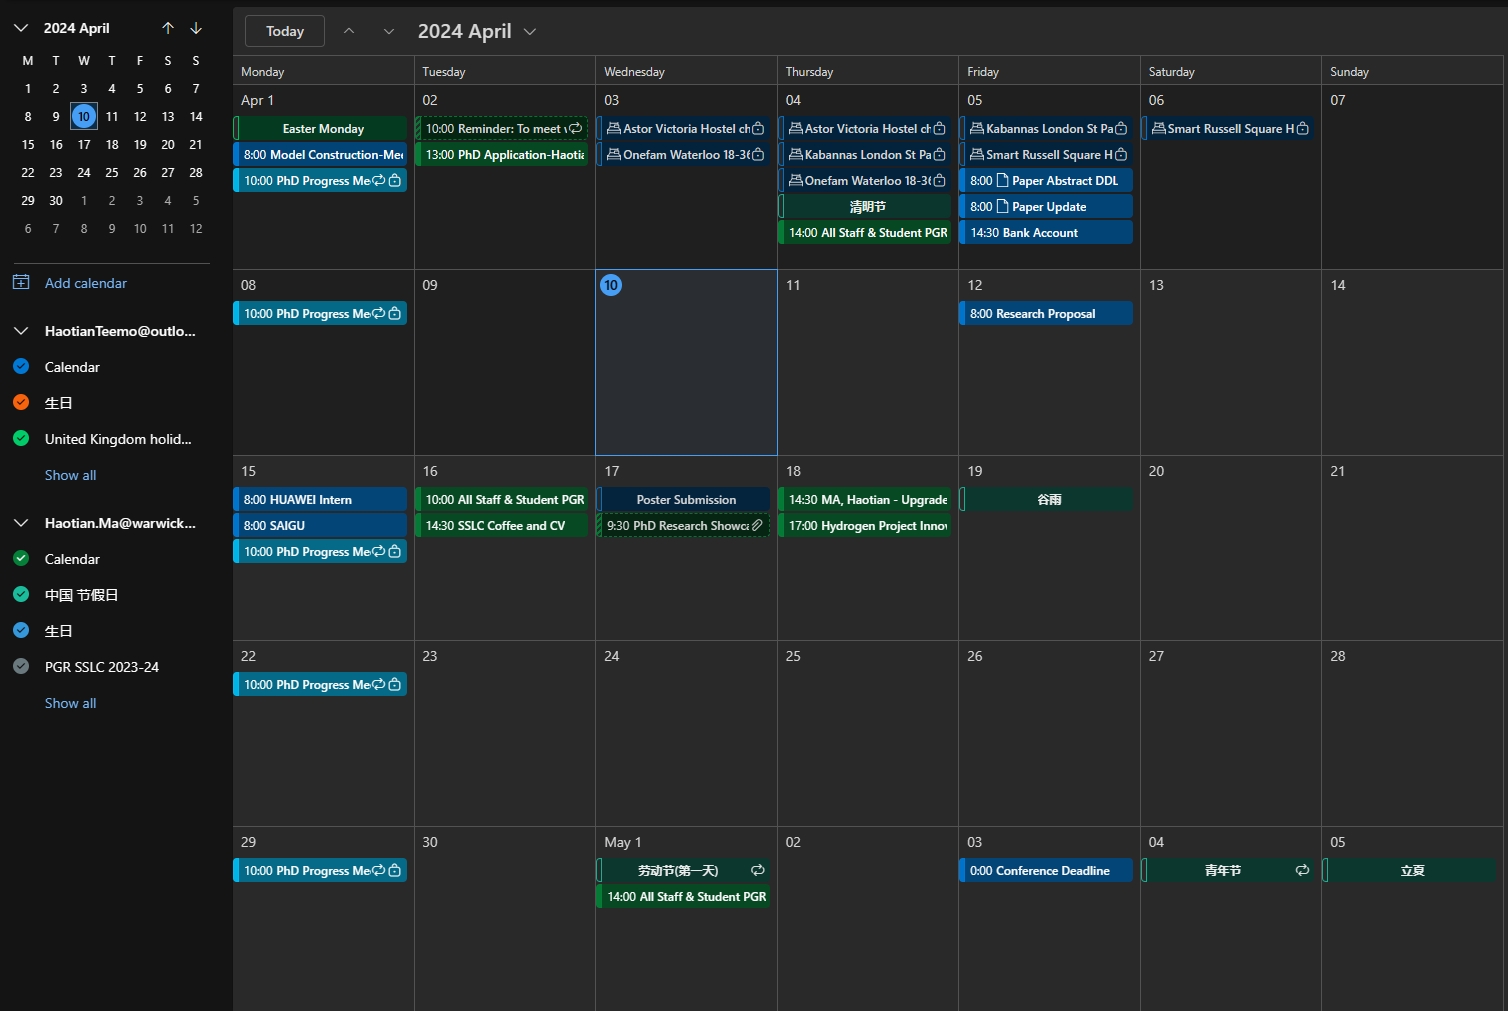 2024 April
M T W T F S S
1 2 3 4 5 6 7
8 9 10 11 12 13 14
15 16 17 18 19 20 21
22 23 24 25 26 27 28
29 30 1 2 3 4 5
6 7 8 9 10 11 12
Add calendar
HaotianTeemo@outlo...
Calendar
生日
United Kingdom holid...
Show all
Haotian.Ma@warwick...
Calendar
中国 节假日
生日
PGR SSLC 2023-24
Show all
Today
2024 April
Monday Tuesday Wednesday Thursday Friday Saturday Sunday
Apr 1
Easter Monday
8:00 Model Construction-Mee
10:00 PhD Progress Me
02
10:00 Reminder: To meet
13:00 PhD Application-Haotia
03
Astor Victoria Hostel ch
Onefam Waterloo 18-36
04
Astor Victoria Hostel ch
Kabannas London St Pa
Onefam Waterloo 18-36
清明节
14:00 All Staff & Student PGR
05
Kabannas London St Pa
Smart Russell Square H
8:00 Paper Abstract DDL
8:00 Paper Update
14:30 Bank Account
06
Smart Russell Square H
07
08
10:00 PhD Progress Me
09
10
11
12
8:00 Research Proposal
13
14
15
8:00 HUAWEI Intern
8:00 SAIGU
10:00 PhD Progress Me
16
10:00 All Staff & Student PGR
14:30 SSLC Coffee and CV
17
Poster Submission
9:30 PhD Research Showca
18
14:30 MA, Haotian - Upgrade
17:00 Hydrogen Project Innov
19
谷雨
20
21
22
10:00 PhD Progress Me
23
24
25
26
27
28
29
10:00 PhD Progress Me
30
May 1
劳动节(第一天)
14:00 All Staff & Student PGR
02
03
0:00 Conference Deadline
04
青年节
05
立夏